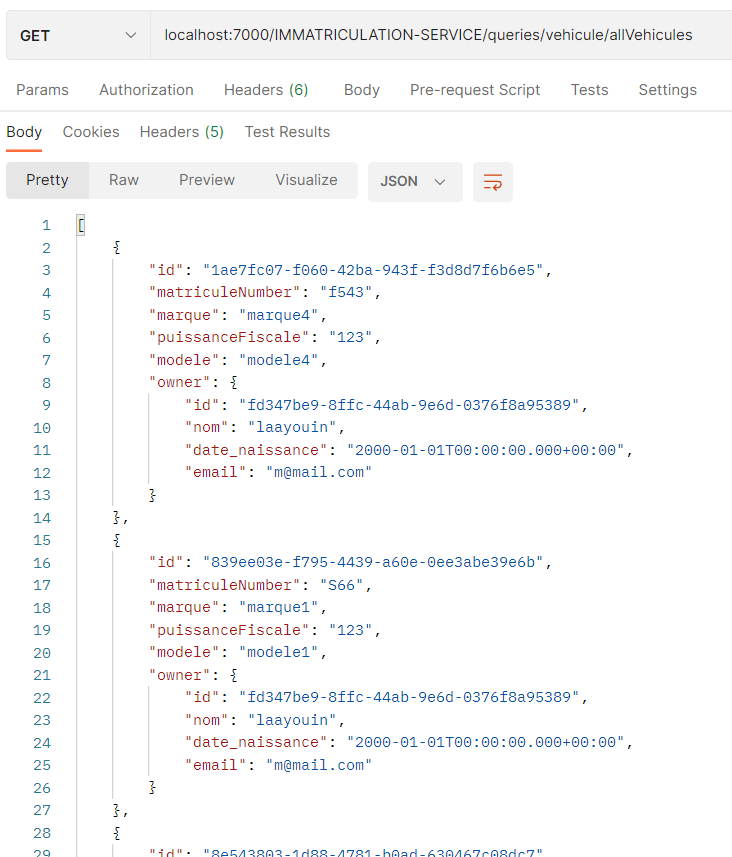 GET localhost:7000/IMMATRICULATION-SERVICE/queries/vehicule/allVehicules
Params Authorization Headers (6) Body Pre-request Script Tests Settings
Body Cookies Headers (5) Test Results
Pretty Raw Preview Visualize JSON
1 [
2 {
3 "id": "1ae7fc07-f060-42ba-943f-f3d8d7f6b6e5",
4 "matriculeNumber": "f543",
5 "marque": "marque4",
6 "puissanceFiscale": "123",
7 "modele": "modele4",
8 "owner": {
9 "id": "fd347be9-8ffc-44ab-9e6d-0376f8a95389",
10 "nom": "laayouin",
11 "date_naissance": "2000-01-01T00:00:00.000+00:00",
12 "email": "m@mail.com"
13 }
14 },
15 {
16 "id": "839ee03e-f795-4439-a60e-0ee3abe39e6b",
17 "matriculeNumber": "S66",
18 "marque": "marque1",
19 "puissanceFiscale": "123",
20 "modele": "modele1",
21 "owner": {
22 "id": "fd347be9-8ffc-44ab-9e6d-0376f8a95389",
23 "nom": "laayouin",
24 "date_naissance": "2000-01-01T00:00:00.000+00:00",
25 "email": "m@mail.com"
26 }
27 },
28 {
29 "id": "8e543803-1d88-4781-b0ad-630467c08dc7"